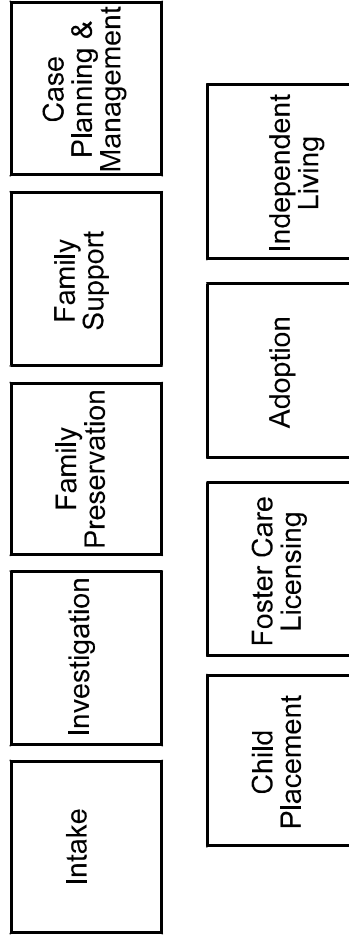 Intake
Investigation
Family
Preservation
Family
Support
Case
Planning &
Management
Child
Placement
Foster Care
Licensing
Adoption
Independent
Living